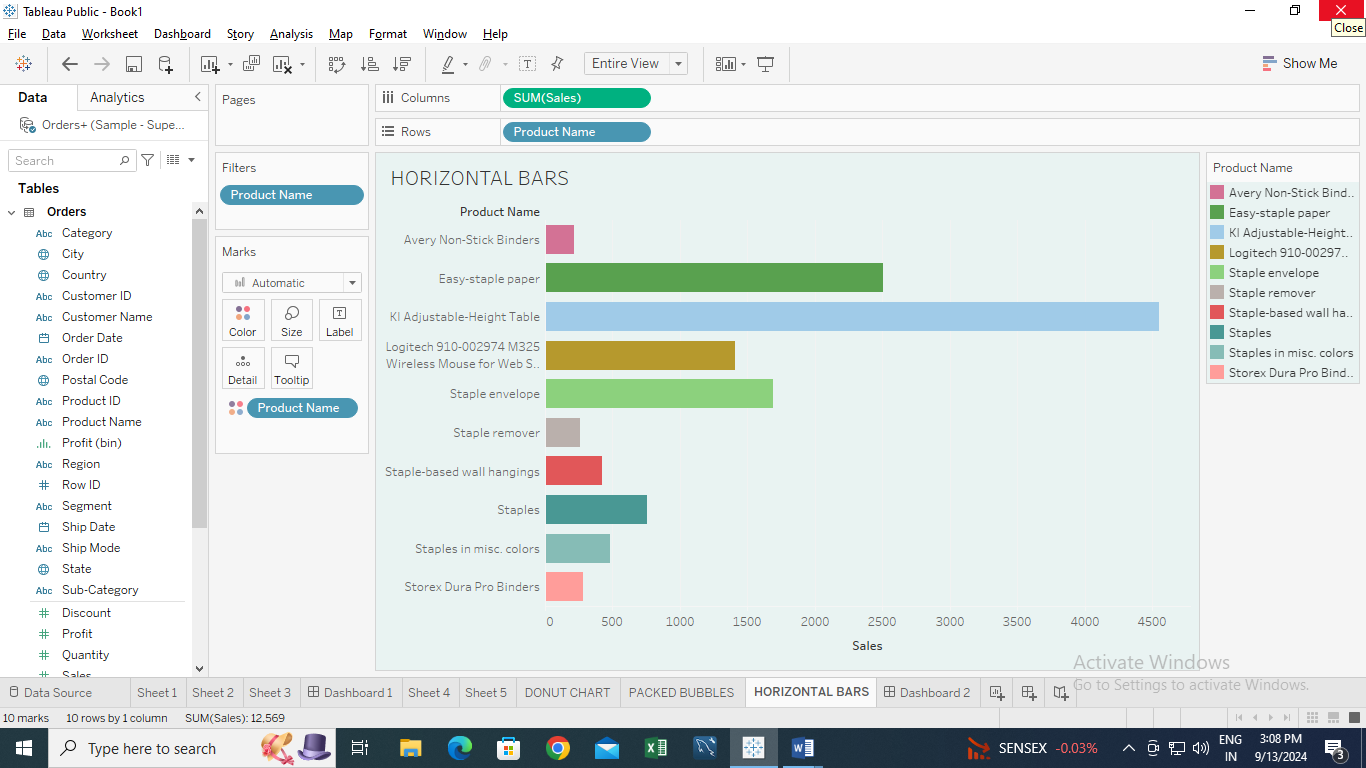 Tableau Public - Book1
Close
File Data Worksheet Dashboard Story Analysis Map Format Window Help
Entire View
Show Me
Data Analytics
Orders+ (Sample - Supe...
Search
Tables
Orders
Abc Category
City
Country
Abc Customer ID
Abc Customer Name
Order Date
Abc Order ID
Postal Code
Abc Product ID
Abc Product Name
Profit (bin)
Abc Region
# Row ID
Abc Segment
Ship Date
Abc Ship Mode
State
Abc Sub-Category
# Discount
# Profit
# Quantity
# Sales
Pages
Filters
Product Name
Marks
Automatic
Color Size Label
Detail Tooltip
Product Name
Columns SUM(Sales)
Rows Product Name
HORIZONTAL BARS
Product Name
Avery Non-Stick Binders
Easy-staple paper
KI Adjustable-Height Table
Logitech 910-002974 M325
Wireless Mouse for Web S..
Staple envelope
Staple remover
Staple-based wall hangings
Staples
Staples in misc. colors
Storex Dura Pro Binders
0 500 1000 1500 2000 2500 3000 3500 4000 4500
Sales
Product Name
Avery Non-Stick Bind..
Easy-staple paper
KI Adjustable-Height..
Logitech 910-00297..
Staple envelope
Staple remover
Staple-based wall ha..
Staples
Staples in misc. colors
Storex Dura Pro Bind..
Activate Windows
Go to Settings to activate Windows.
Data Source Sheet 1 Sheet 2 Sheet 3 Dashboard 1 Sheet 4 Sheet 5 DONUT CHART PACKED BUBBLES HORIZONTAL BARS Dashboard 2
10 marks 10 rows by 1 column SUM(Sales): 12,569
Type here to search
SENSEX -0.03%
ENG
IN
3:08 PM
9/13/2024
3